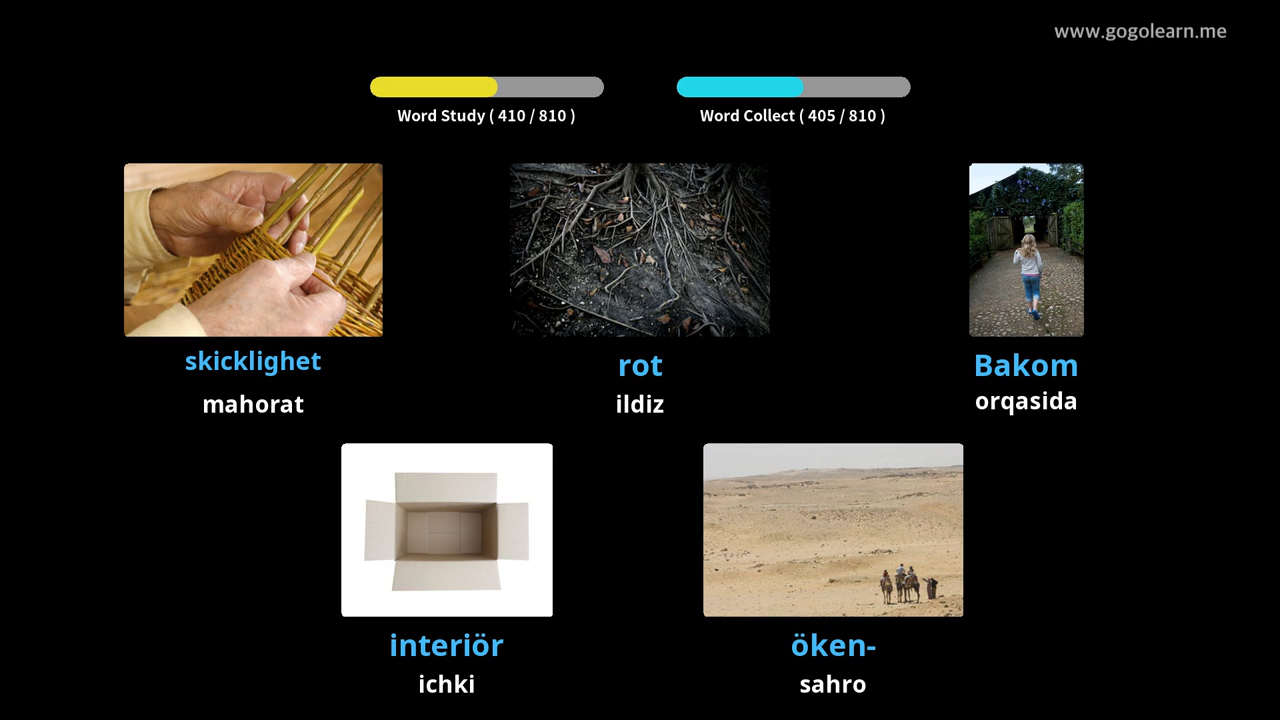 www.gogolearn.me
Word Study ( 410 / 810 )
Word Collect ( 405 / 810 )
skicklighet
mahorat
rot
ildiz
Bakom
orqasida
interiör
ichki
öken-
sahro